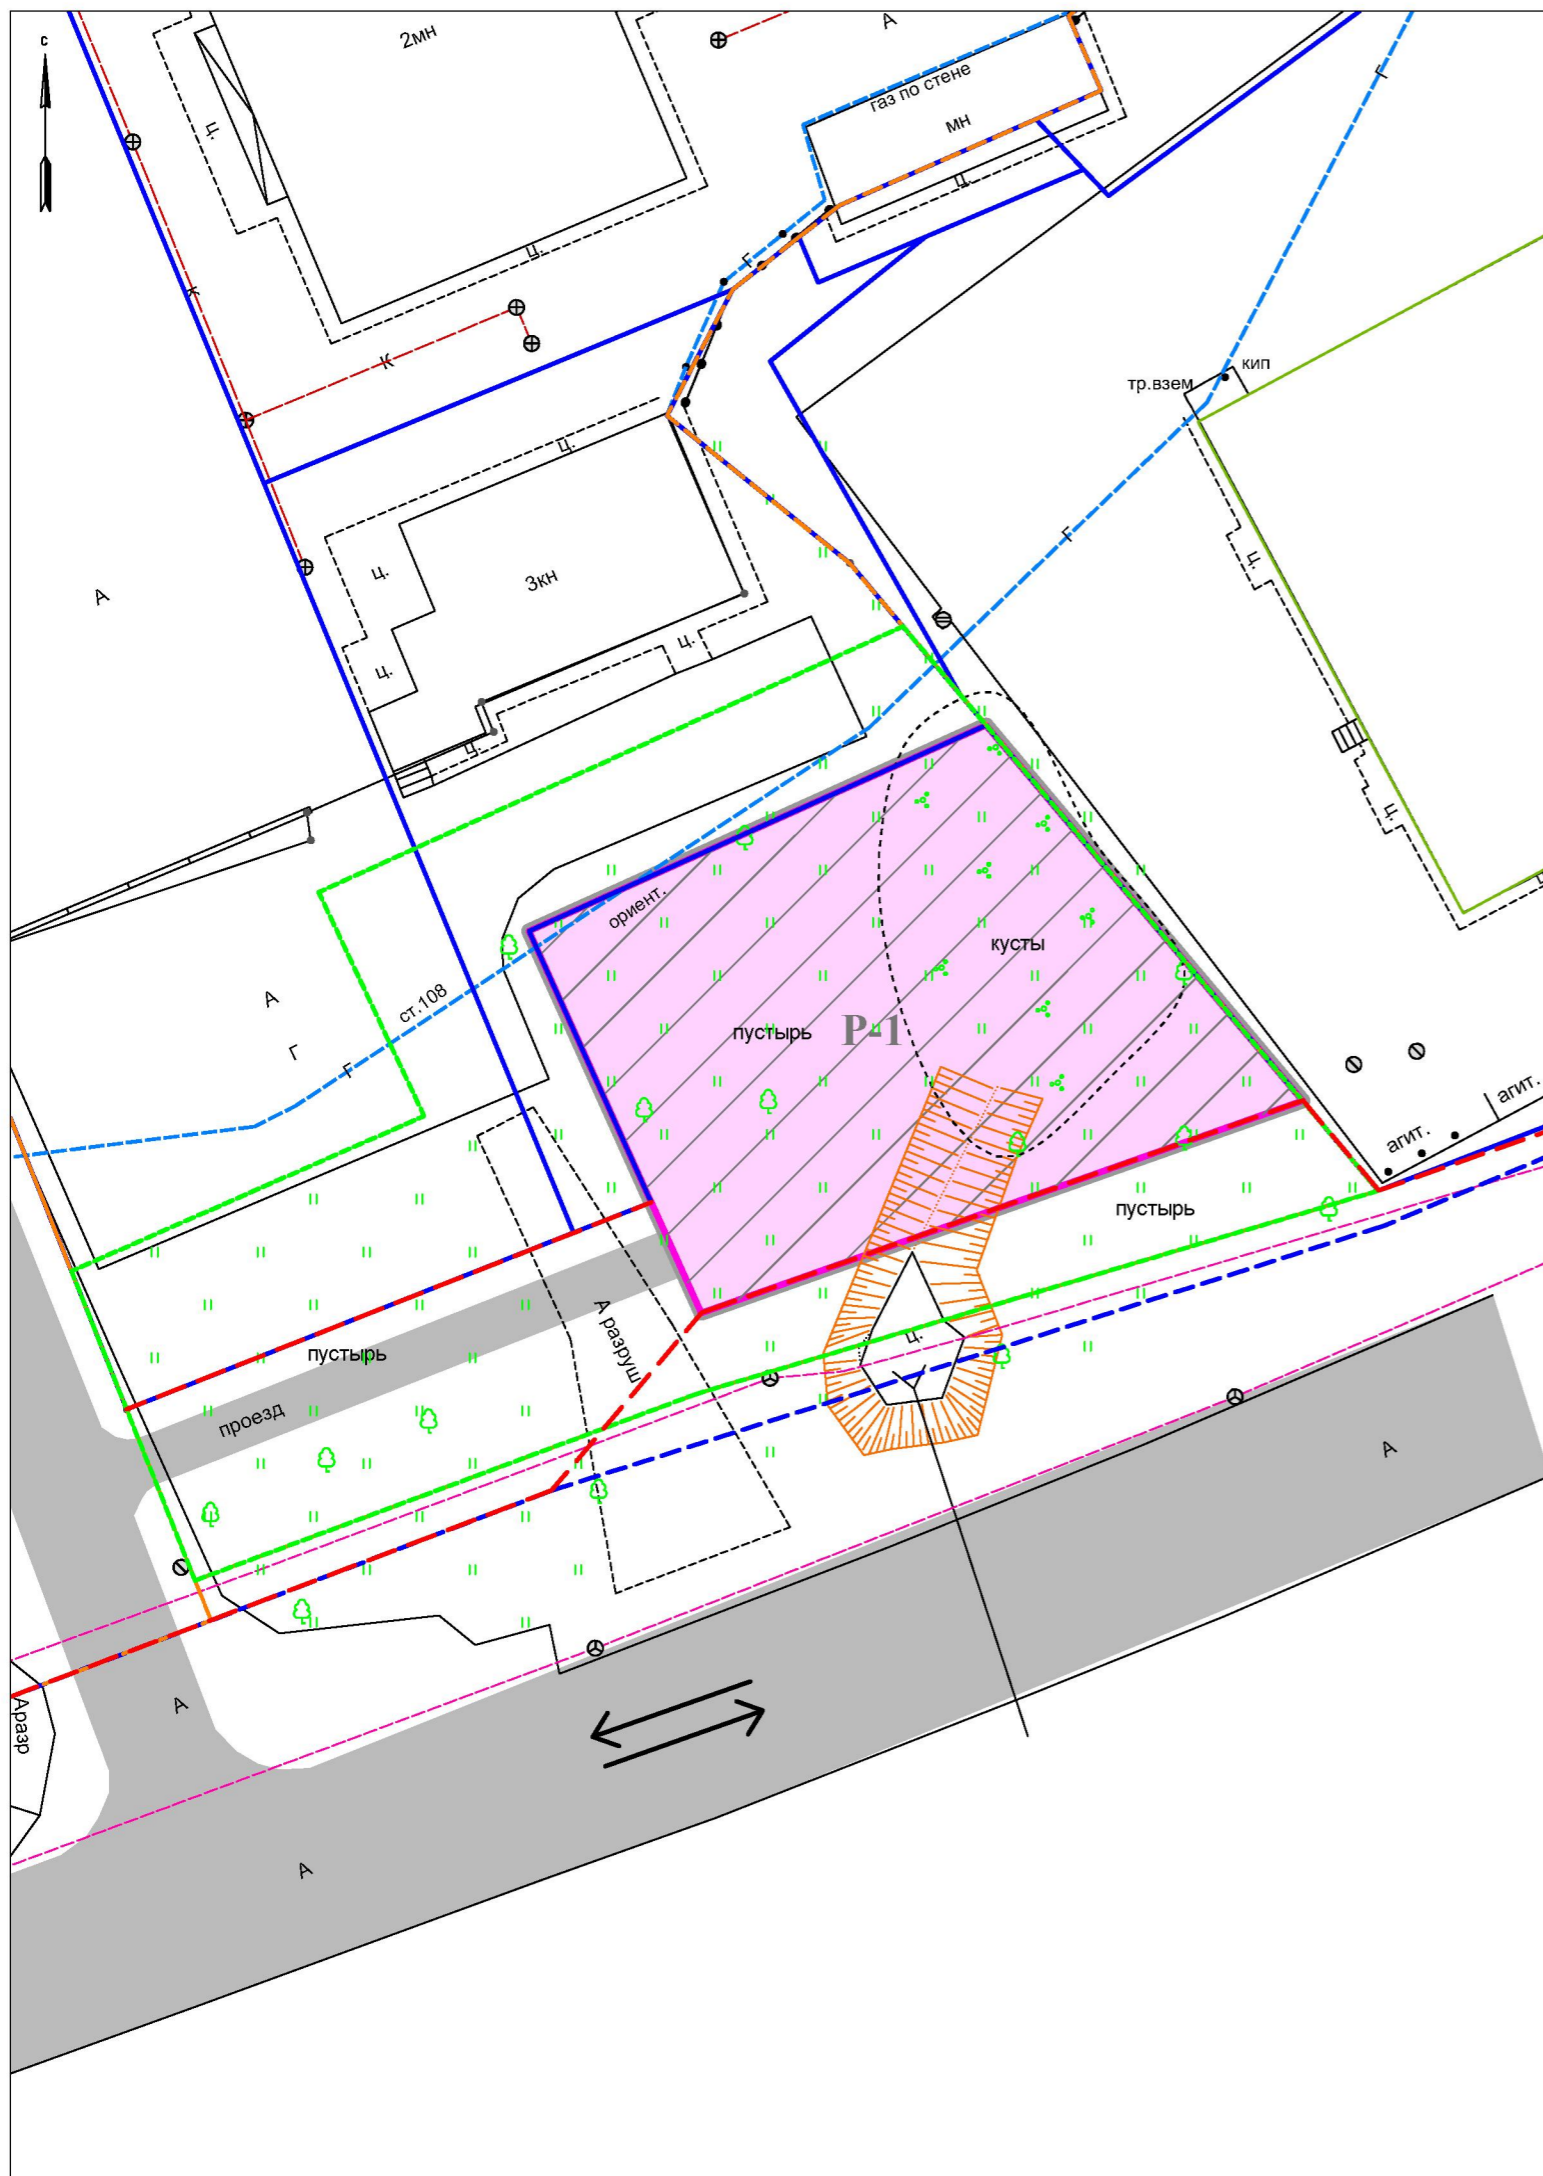 с
2мн
А
ц.
газ по стене
Г
мн
ц.
ц.
Г
К
К
кип
тр.взем
ц.
Г
ц.
ц.
3кн
А
ц.
ц.
ц.
ц.
ориент.
кусты
А
ст.108
пустырь
Р-1
Г
Г
агит.
агит.
пустырь
А разруш
ц.
пустырь
проезд
А
А
Аразр
А